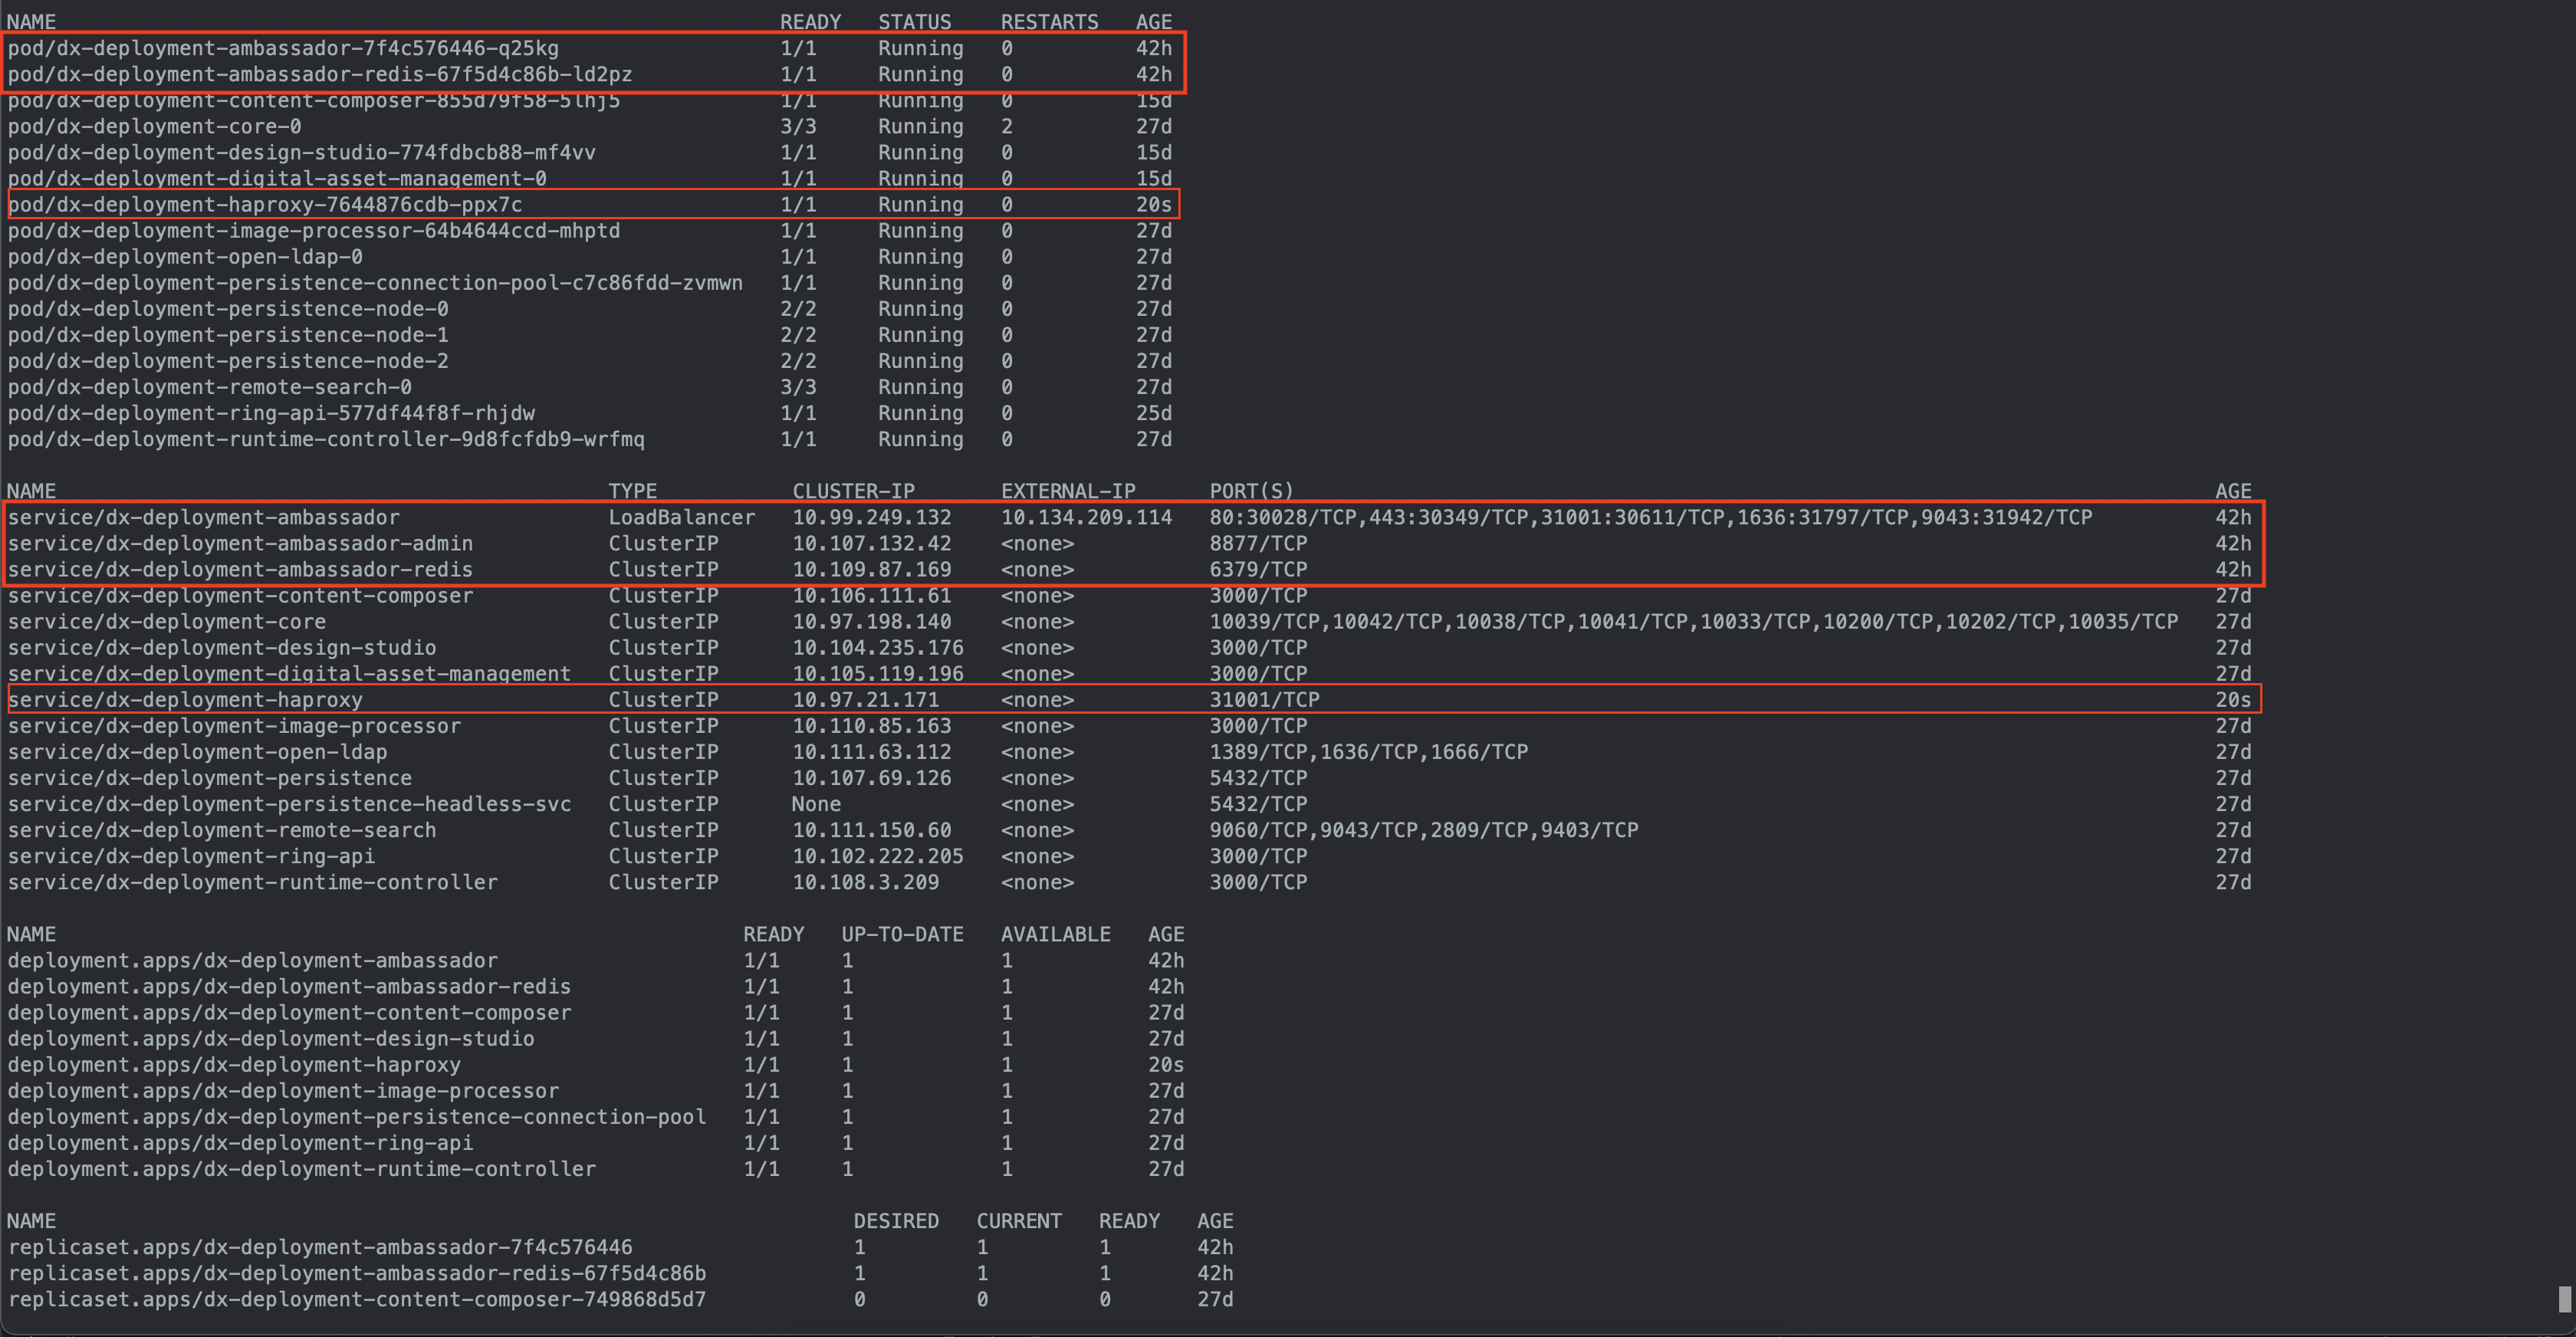 NAME READY STATUS RESTARTS AGE
pod/dx-deployment-ambassador-7f4c576446-q25kg 1/1 Running 0 42h
pod/dx-deployment-ambassador-redis-67f5d4c86b-ld2pz 1/1 Running 0 42h
pod/dx-deployment-content-composer-855d79f58-5lhj5 1/1 Running 0 15d
pod/dx-deployment-core-0 3/3 Running 2 27d
pod/dx-deployment-design-studio-774fdbcb88-mf4vv 1/1 Running 0 15d
pod/dx-deployment-digital-asset-management-0 1/1 Running 0 15d
pod/dx-deployment-haproxy-7644876cdb-ppx7c 1/1 Running 0 20s
pod/dx-deployment-image-processor-64b4644ccd-mhptd 1/1 Running 0 27d
pod/dx-deployment-open-ldap-0 1/1 Running 0 27d
pod/dx-deployment-persistence-connection-pool-c7c86fdd-zvmwn 1/1 Running 0 27d
pod/dx-deployment-persistence-node-0 2/2 Running 0 27d
pod/dx-deployment-persistence-node-1 2/2 Running 0 27d
pod/dx-deployment-persistence-node-2 2/2 Running 0 27d
pod/dx-deployment-remote-search-0 3/3 Running 0 27d
pod/dx-deployment-ring-api-577df44f8f-rhjdw 1/1 Running 0 25d
pod/dx-deployment-runtime-controller-9d8fcfdb9-wrfmq 1/1 Running 0 27d
NAME TYPE CLUSTER-IP EXTERNAL-IP PORT(S) AGE
service/dx-deployment-ambassador LoadBalancer 10.99.249.132 10.134.209.114 80:30028/TCP,443:30349/TCP,31001:30611/TCP,1636:31797/TCP,9043:31942/TCP 42h
service/dx-deployment-ambassador-admin ClusterIP 10.107.132.42 <none> 8877/TCP 42h
service/dx-deployment-ambassador-redis ClusterIP 10.109.87.169 <none> 6379/TCP 42h
service/dx-deployment-content-composer ClusterIP 10.106.111.61 <none> 3000/TCP 27d
service/dx-deployment-core ClusterIP 10.97.198.140 <none> 10039/TCP,10042/TCP,10038/TCP,10041/TCP,10033/TCP,10200/TCP,10202/TCP,10035/TCP 27d
service/dx-deployment-design-studio ClusterIP 10.104.235.176 <none> 3000/TCP 27d
service/dx-deployment-digital-asset-management ClusterIP 10.105.119.196 <none> 3000/TCP 27d
service/dx-deployment-haproxy ClusterIP 10.97.21.171 <none> 31001/TCP 20s
service/dx-deployment-image-processor ClusterIP 10.110.85.163 <none> 3000/TCP 27d
service/dx-deployment-open-ldap ClusterIP 10.111.63.112 <none> 1389/TCP,1636/TCP,1666/TCP 27d
service/dx-deployment-persistence ClusterIP 10.107.69.126 <none> 5432/TCP 27d
service/dx-deployment-persistence-headless-svc ClusterIP None <none> 5432/TCP 27d
service/dx-deployment-remote-search ClusterIP 10.111.150.60 <none> 9060/TCP,9043/TCP,2809/TCP,9403/TCP 27d
service/dx-deployment-ring-api ClusterIP 10.102.222.205 <none> 3000/TCP 27d
service/dx-deployment-runtime-controller ClusterIP 10.108.3.209 <none> 3000/TCP 27d
NAME READY UP-TO-DATE AVAILABLE AGE
deployment.apps/dx-deployment-ambassador 1/1 1 1 42h
deployment.apps/dx-deployment-ambassador-redis 1/1 1 1 42h
deployment.apps/dx-deployment-content-composer 1/1 1 1 27d
deployment.apps/dx-deployment-design-studio 1/1 1 1 27d
deployment.apps/dx-deployment-haproxy 1/1 1 1 20s
deployment.apps/dx-deployment-image-processor 1/1 1 1 27d
deployment.apps/dx-deployment-persistence-connection-pool 1/1 1 1 27d
deployment.apps/dx-deployment-ring-api 1/1 1 1 27d
deployment.apps/dx-deployment-runtime-controller 1/1 1 1 27d
NAME DESIRED CURRENT READY AGE
replicaset.apps/dx-deployment-ambassador-7f4c576446 1 1 1 42h
replicaset.apps/dx-deployment-ambassador-redis-67f5d4c86b 1 1 1 42h
replicaset.apps/dx-deployment-content-composer-749868d5d7 0 0 0 27d